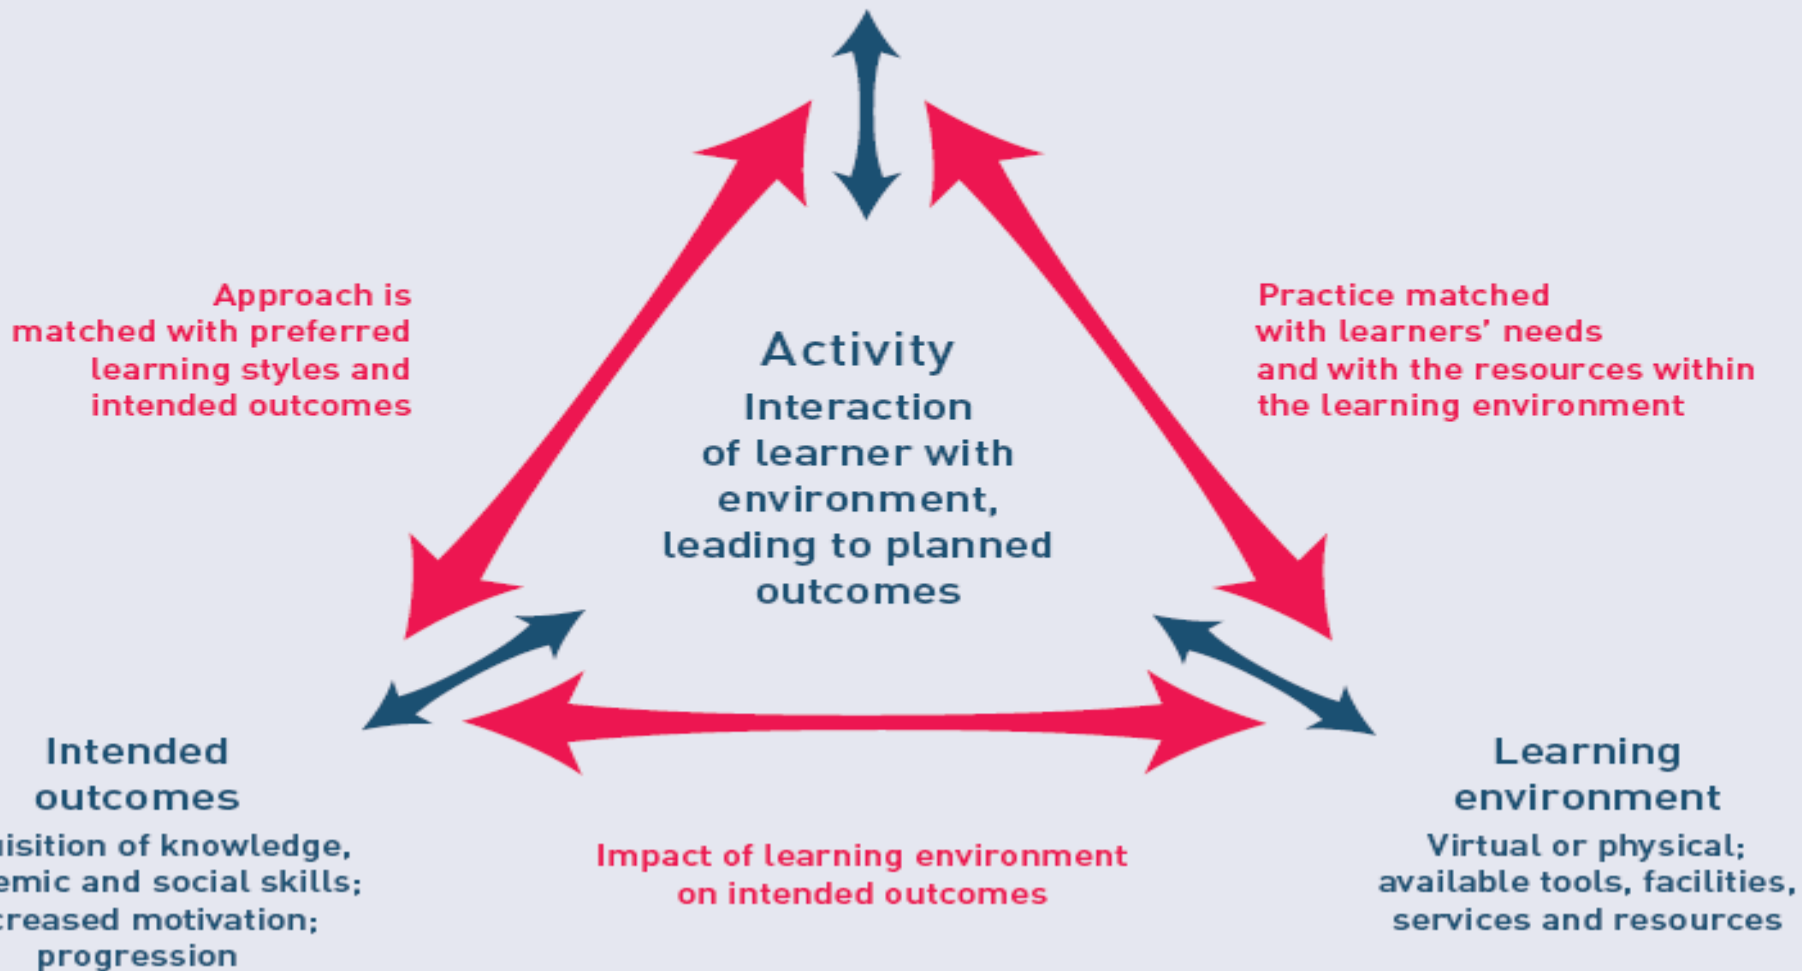 Approach is
matched with preferred
learning styles and
intended outcomes
Practice matched
with learners' needs
and with the resources within
the learning environment
Activity
Interaction
of learner with
environment,
leading to planned
outcomes
Intended
outcomes
of knowledge,
and social skills;
motivation;
progression
Impact of learning environment
on intended outcomes
Learning
environment
Virtual or physical;
available tools, facilities,
services and resources